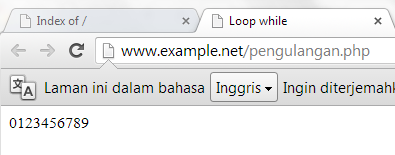 Index of /
Loop while
www.example.net/pengulangan.php
Laman ini dalam bahasa Inggris Ingin diterjemahk
0123456789